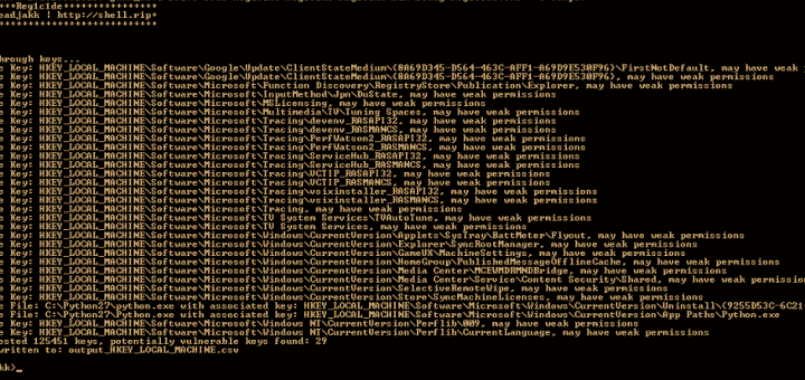 +++Reg1c1de++++++++++++++++
eadjakk | http://shell.rip+
+++++++++++++++++++++++++++
hrough keys...
e Key: HKEY_LOCAL_MACHINE\Software\Google\Update\ClientStateMedium\{8A69D345-D564-463C-AFF1-A69D9E530F96}\FirstNotDefault, may have weak
e Key: HKEY_LOCAL_MACHINE\Software\Google\Update\ClientStateMedium\{8A69D345-D564-463C-AFF1-A69D9E530F96}, may have weak permissions
e Key: HKEY_LOCAL_MACHINE\Software\Microsoft\Function Discovery\RegistryStore\Publication\Explorer, may have weak permissions
e Key: HKEY_LOCAL_MACHINE\Software\Microsoft\InputMethod\Jpn\DuState, may have weak permissions
e Key: HKEY_LOCAL_MACHINE\Software\Microsoft\MSLicensing, may have weak permissions
e Key: HKEY_LOCAL_MACHINE\Software\Microsoft\Multimedia\TV\Tuning Spaces, may have weak permissions
e Key: HKEY_LOCAL_MACHINE\Software\Microsoft\Tracing\devenv_RASAPI32, may have weak permissions
e Key: HKEY_LOCAL_MACHINE\Software\Microsoft\Tracing\devenv_RASMANCS, may have weak permissions
e Key: HKEY_LOCAL_MACHINE\Software\Microsoft\Tracing\PerfWatson2_RASAPI32, may have weak permissions
e Key: HKEY_LOCAL_MACHINE\Software\Microsoft\Tracing\PerfWatson2_RASMANCS, may have weak permissions
e Key: HKEY_LOCAL_MACHINE\Software\Microsoft\Tracing\ServiceHub_RASAPI32, may have weak permissions
e Key: HKEY_LOCAL_MACHINE\Software\Microsoft\Tracing\ServiceHub_RASMANCS, may have weak permissions
e Key: HKEY_LOCAL_MACHINE\Software\Microsoft\Tracing\VCTIP_RASAPI32, may have weak permissions
e Key: HKEY_LOCAL_MACHINE\Software\Microsoft\Tracing\VCTIP_RASMANCS, may have weak permissions
e Key: HKEY_LOCAL_MACHINE\Software\Microsoft\Tracing\vsixinstaller_RASAPI32, may have weak permissions
e Key: HKEY_LOCAL_MACHINE\Software\Microsoft\Tracing\vsixinstaller_RASMANCS, may have weak permissions
e Key: HKEY_LOCAL_MACHINE\Software\Microsoft\Tracing, may have weak permissions
e Key: HKEY_LOCAL_MACHINE\Software\Microsoft\TV System Services\TVAutoTune, may have weak permissions
e Key: HKEY_LOCAL_MACHINE\Software\Microsoft\TV System Services, may have weak permissions
e Key: HKEY_LOCAL_MACHINE\Software\Microsoft\Windows\CurrentVersion\Applets\SysTray\BattMeter\Flyout, may have weak permissions
e Key: HKEY_LOCAL_MACHINE\Software\Microsoft\Windows\CurrentVersion\Explorer\SyncRootManager, may have weak permissions
e Key: HKEY_LOCAL_MACHINE\Software\Microsoft\Windows\CurrentVersion\GameUX\MachineSettings, may have weak permissions
e Key: HKEY_LOCAL_MACHINE\Software\Microsoft\Windows\CurrentVersion\HomeGroup\PublishedMessageOfflineCache, may have weak permissions
e Key: HKEY_LOCAL_MACHINE\Software\Microsoft\Windows\CurrentVersion\Media Center\MCEWMDRMNDBridge, may have weak permissions
e Key: HKEY_LOCAL_MACHINE\Software\Microsoft\Windows\CurrentVersion\Media Center\Service\Content Security\Shared, may have weak permissions
e Key: HKEY_LOCAL_MACHINE\Software\Microsoft\Windows\CurrentVersion\SelectiveRemoteWipe, may have weak permissions
e Key: HKEY_LOCAL_MACHINE\Software\Microsoft\Windows\CurrentVersion\Store\SyncMachineLicenses, may have weak permissions
e File: C:\Python27\python.exe with associated key: HKEY_LOCAL_MACHINE\Software\Microsoft\Windows\CurrentVersion\Uninstall\{9255D53C-6C21
e File: C:\Python27\Python.exe with associated key: HKEY_LOCAL_MACHINE\Software\Microsoft\Windows\CurrentVersion\App Paths\Python.exe
e Key: HKEY_LOCAL_MACHINE\Software\Microsoft\Windows NT\CurrentVersion\Perflib\009, may have weak permissions
e Key: HKEY_LOCAL_MACHINE\Software\Microsoft\Windows NT\CurrentVersion\Perflib\CurrentLanguage, may have weak permissions
ested 125451 keys, potentially vulnerable keys found: 29
written to: output_HKEY_LOCAL_MACHINE.csv
kk>_